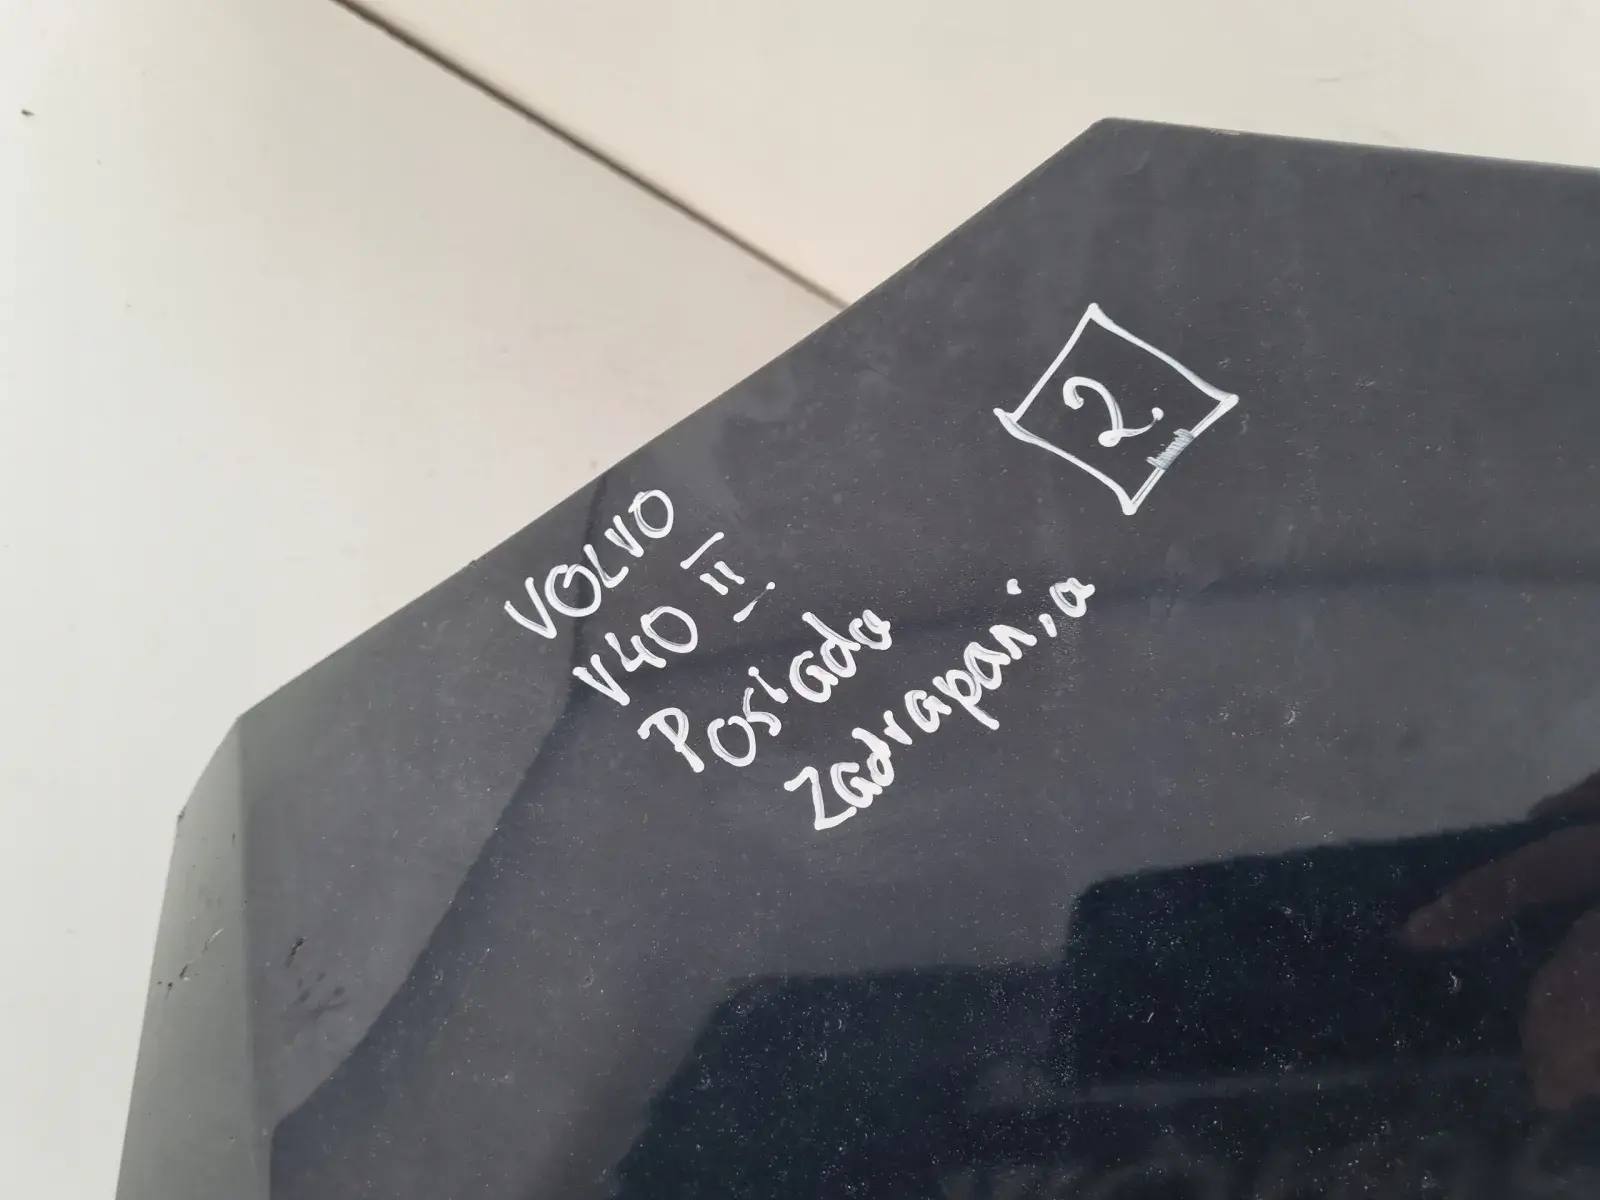 2
VOLVO
V40 II
Posiada
Zadrapania